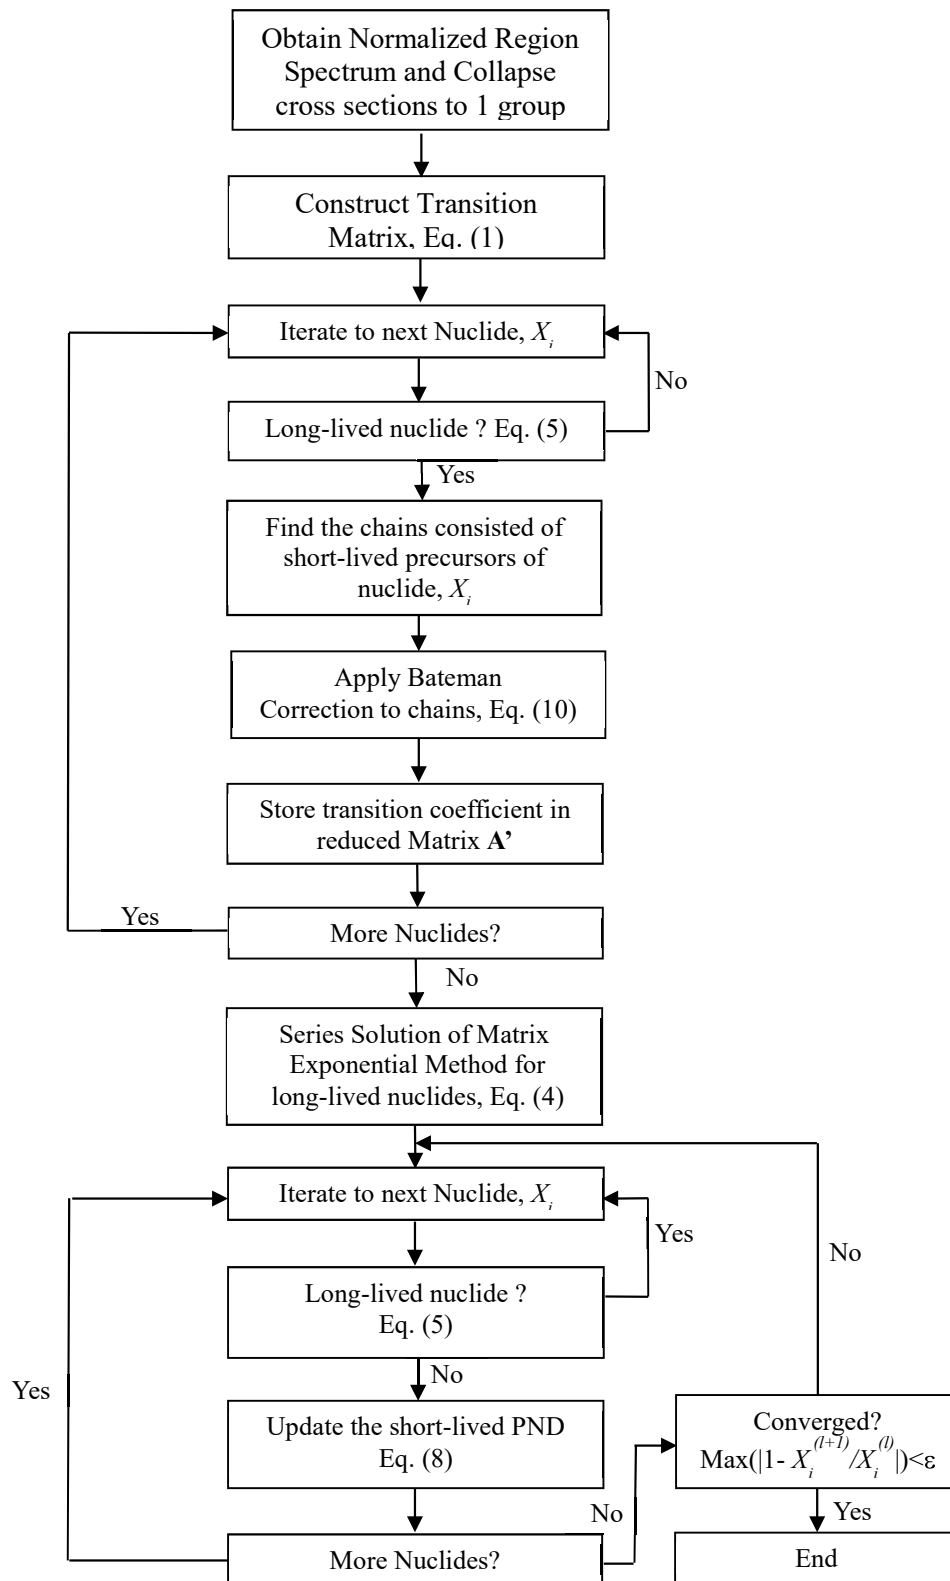 Obtain Normalized Region
Spectrum and Collapse
cross sections to 1 group
Construct Transition
Matrix, Eq. (1)
Iterate to next Nuclide, X_i
No
Long-lived nuclide ? Eq. (5)
Yes
Find the chains consisted of
short-lived precursors of
nuclide, X_i
Apply Bateman
Correction to chains, Eq. (10)
Store transition coefficient in
reduced Matrix A’
Yes
More Nuclides?
No
Series Solution of Matrix
Exponential Method for
long-lived nuclides, Eq. (4)
Iterate to next Nuclide, X_i
Yes
No
Long-lived nuclide ?
Eq. (5)
No
Yes
Update the short-lived PND
Eq. (8)
Converged?
Max(|1- X_i^(l+1)/X_i^(l)|)<ε
No
Yes
More Nuclides?
End